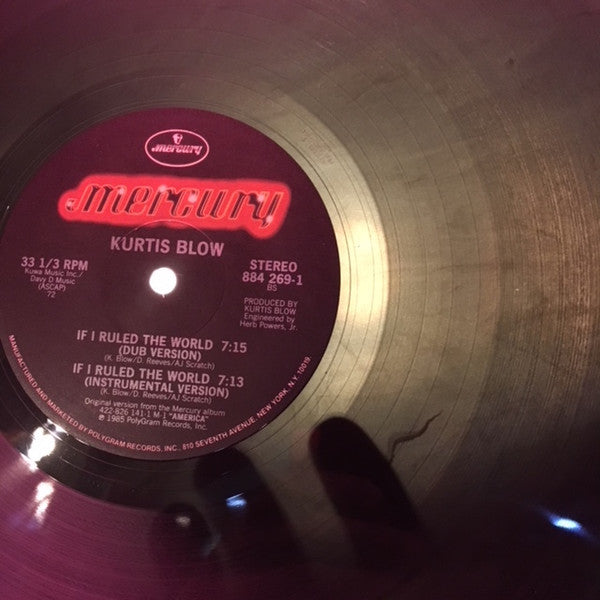 mercury
mercury
KURTIS BLOW
33 1/3 RPM
Kuwa Music Inc./
Davy D Music
(ASCAP)
72
STEREO
884 269-1
BS
PRODUCED BY
KURTIS BLOW
Engineered by
Herb Powers, Jr.
IF I RULED THE WORLD 7:15
(DUB VERSION)
(K. Blow/D. Reeves/AJ Scratch)
IF I RULED THE WORLD 7:13
(INSTRUMENTAL VERSION)
(K. Blow/D. Reeves/AJ Scratch)
Original version from the Mercury album
422-826 141-1 M-1 "AMERICA"
℗ 1985 PolyGram Records, Inc.
MANUFACTURED AND MARKETED BY POLYGRAM RECORDS, INC., 810 SEVENTH AVENUE, NEW YORK, N.Y. 10019.